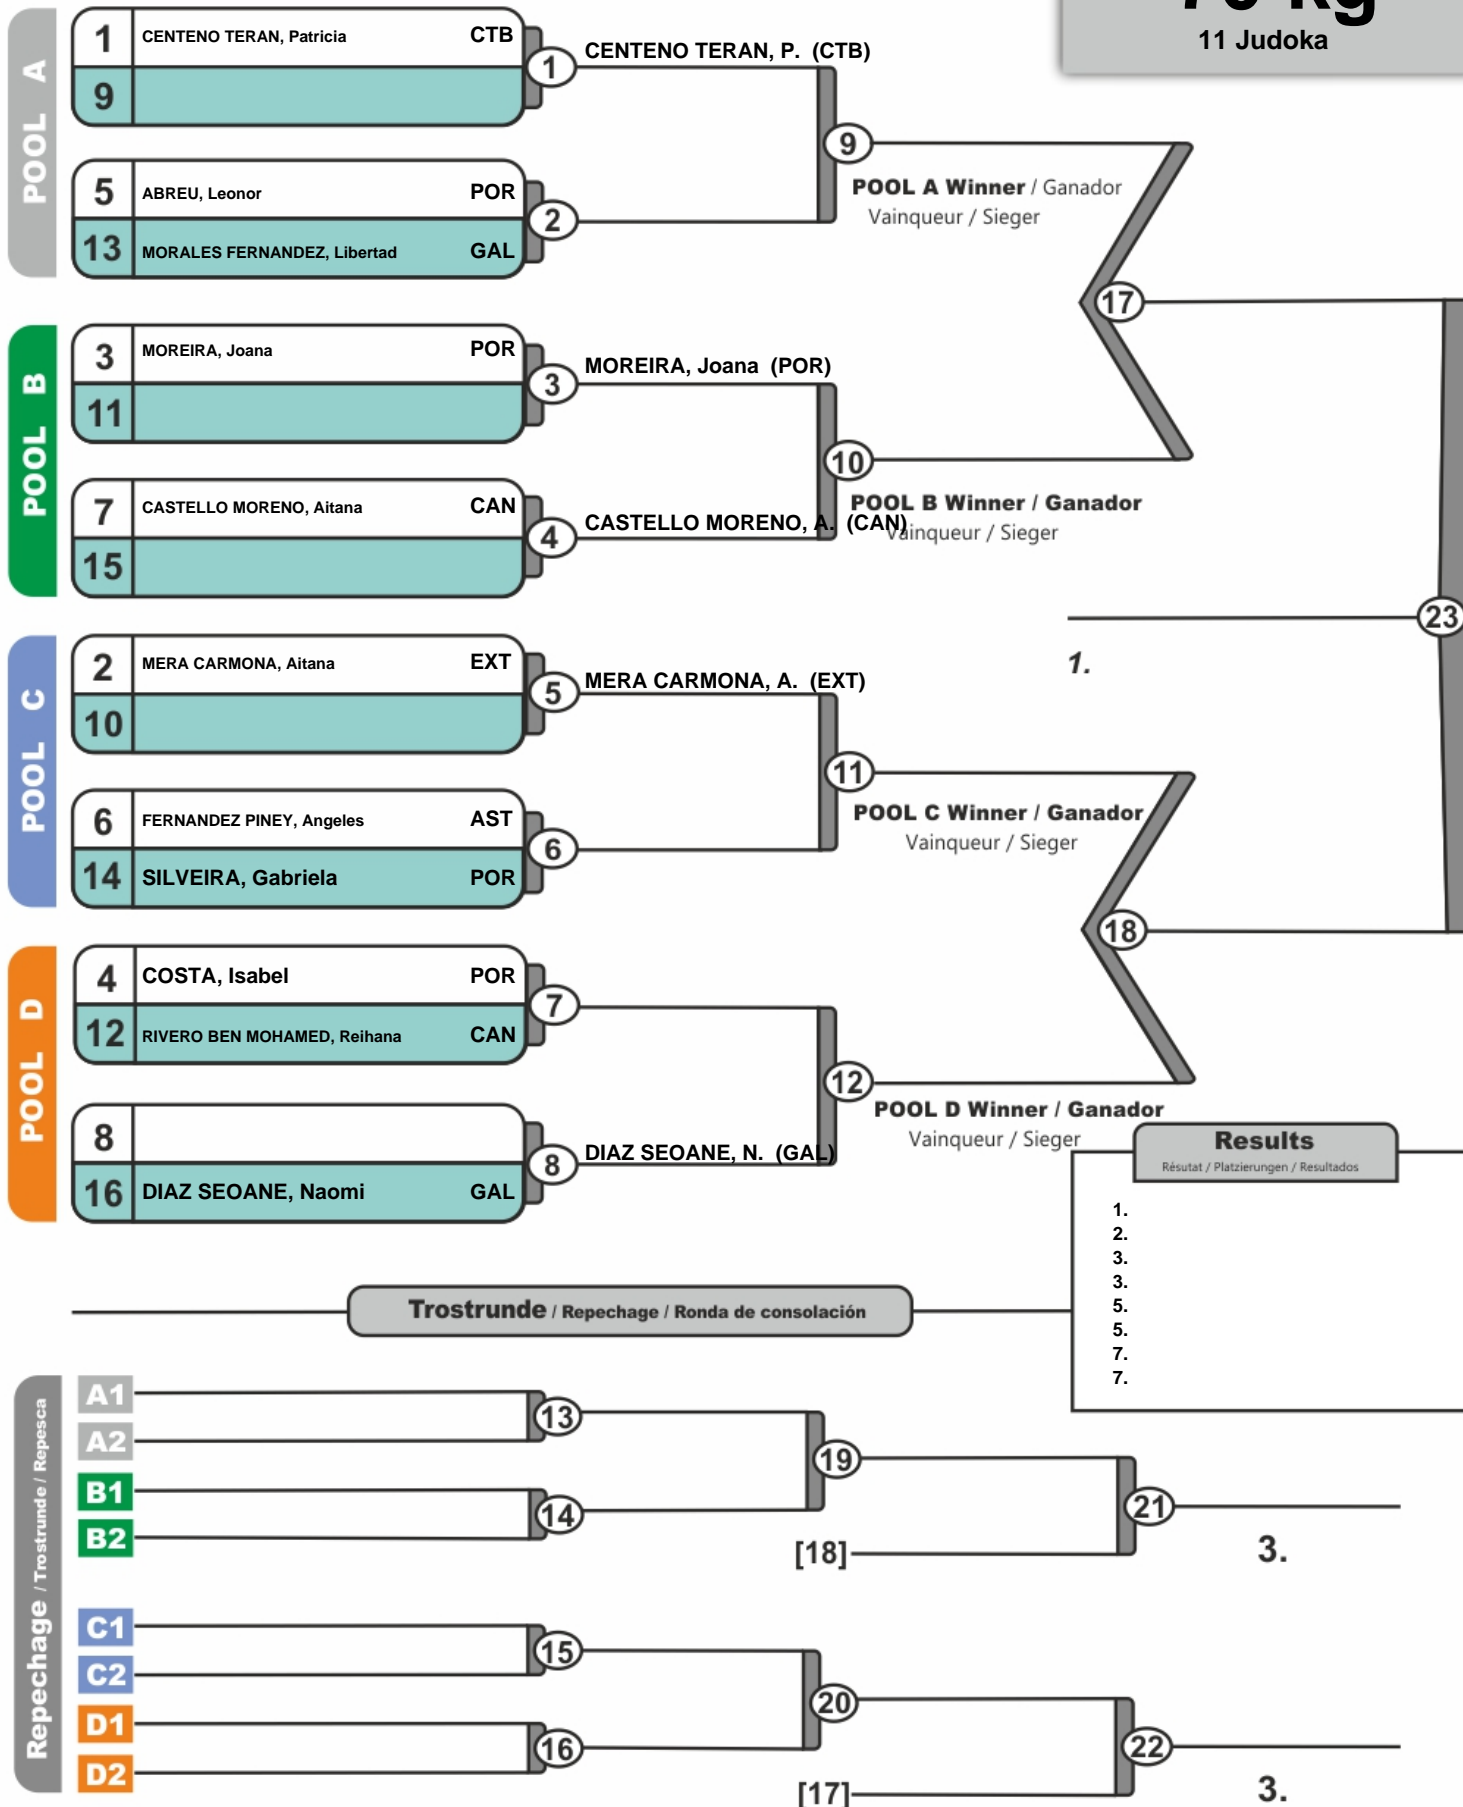 70 kg
11 Judoka
POOL A
1 CENTENO TERAN, Patricia CTB
9
1 CENTENO TERAN, P. (CTB)
5 ABREU, Leonor POR
13 MORALES FERNANDEZ, Libertad GAL
2
9
POOL A Winner / Ganador
Vainqueur / Sieger
POOL B
3 MOREIRA, Joana POR
11
3 MOREIRA, Joana (POR)
7 CASTELLO MORENO, Aitana CAN
15
4 CASTELLO MORENO, A. (CAN)
10
POOL B Winner / Ganador
Vainqueur / Sieger
17
23
1.
POOL C
2 MERA CARMONA, Aitana EXT
10
5 MERA CARMONA, A. (EXT)
6 FERNANDEZ PINEY, Angeles AST
14 SILVEIRA, Gabriela POR
6
11
POOL C Winner / Ganador
Vainqueur / Sieger
18
POOL D
4 COSTA, Isabel POR
12 RIVERO BEN MOHAMED, Reihana CAN
7
8
16 DIAZ SEOANE, Naomi GAL
8 DIAZ SEOANE, N. (GAL)
12
POOL D Winner / Ganador
Vainqueur / Sieger
Results
Résutat / Platzierungen / Resultados
1.
2.
3.
3.
5.
5.
7.
7.
Trostrunde / Repechage / Ronda de consolación
Repechage / Trostrunde / Repesca
A1
A2
13
B1
B2
14
19
[18]
21
3.
C1
C2
15
D1
D2
16
20
[17]
22
3.